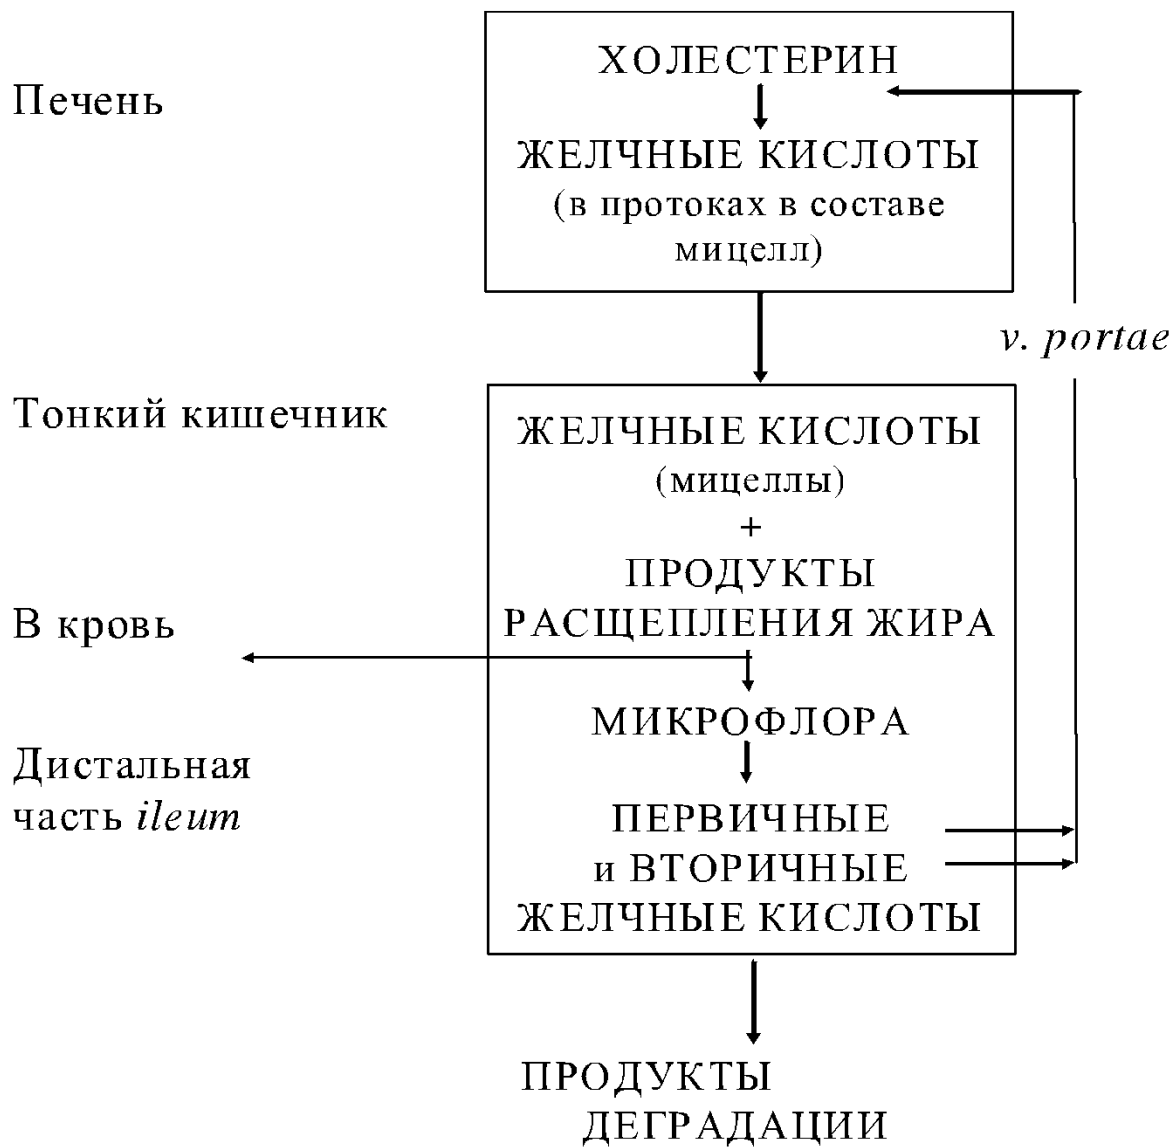 ХОЛЕСТЕРИН
Печень
ЖЕЛЧНЫЕ КИСЛОТЫ
(в протоках в составе
мицелл)
v. portae
Тонкий кишечник
ЖЕЛЧНЫЕ КИСЛОТЫ
(мицеллы)
+
ПРОДУКТЫ
РАСЩЕПЛЕНИЯ ЖИРА
В кровь
МИКРОФЛОРА
Дистальная
часть ileum
ПЕРВИЧНЫЕ
и ВТОРИЧНЫЕ
ЖЕЛЧНЫЕ КИСЛОТЫ
ПРОДУКТЫ
ДЕГРАДАЦИИ